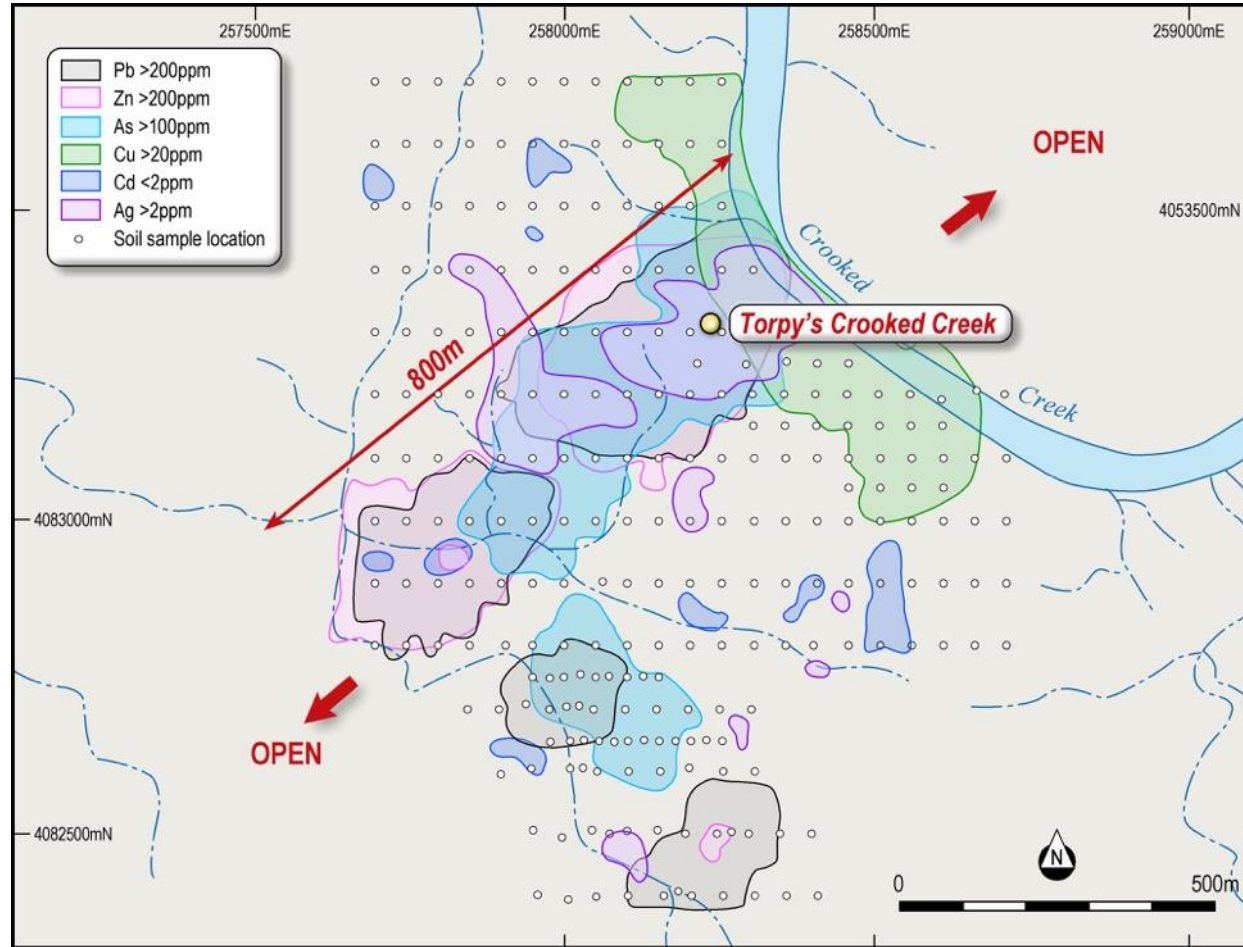 257500mE
258000mE
258500mE
259000mE
Pb >200ppm
Zn >200ppm
As >100ppm
Cu >20ppm
Cd <2ppm
Ag >2ppm
Soil sample location
OPEN
4053500mN
Crooked
Torpy's Crooked Creek
800m
Creek
4083000mN
OPEN
4082500mN
N
0
500m